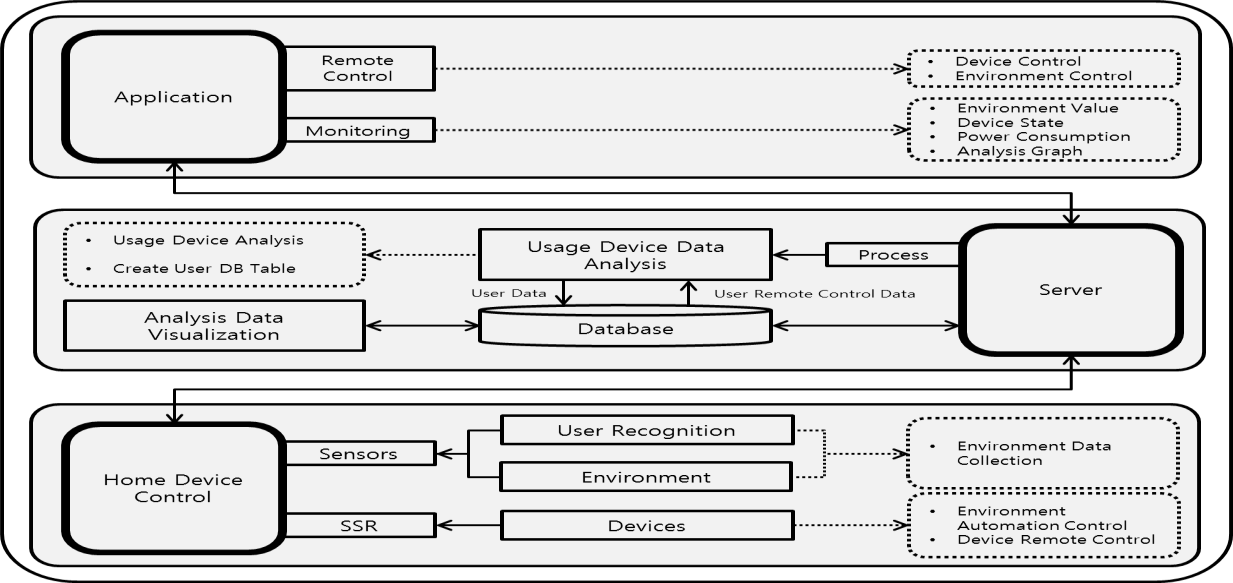 Application
Remote
Control
Monitoring
• Device Control
• Environment Control
• Environment Value
• Device State
• Power Consumption
• Analysis Graph
• Usage Device Analysis
• Create User DB Table
Usage Device Data
Analysis
Process
Server
User Data
User Remote Control Data
Analysis Data
Visualization
Database
Home Device
Control
Sensors
SSR
User Recognition
Environment
Devices
• Environment Data
Collection
• Environment
Automation Control
• Device Remote Control